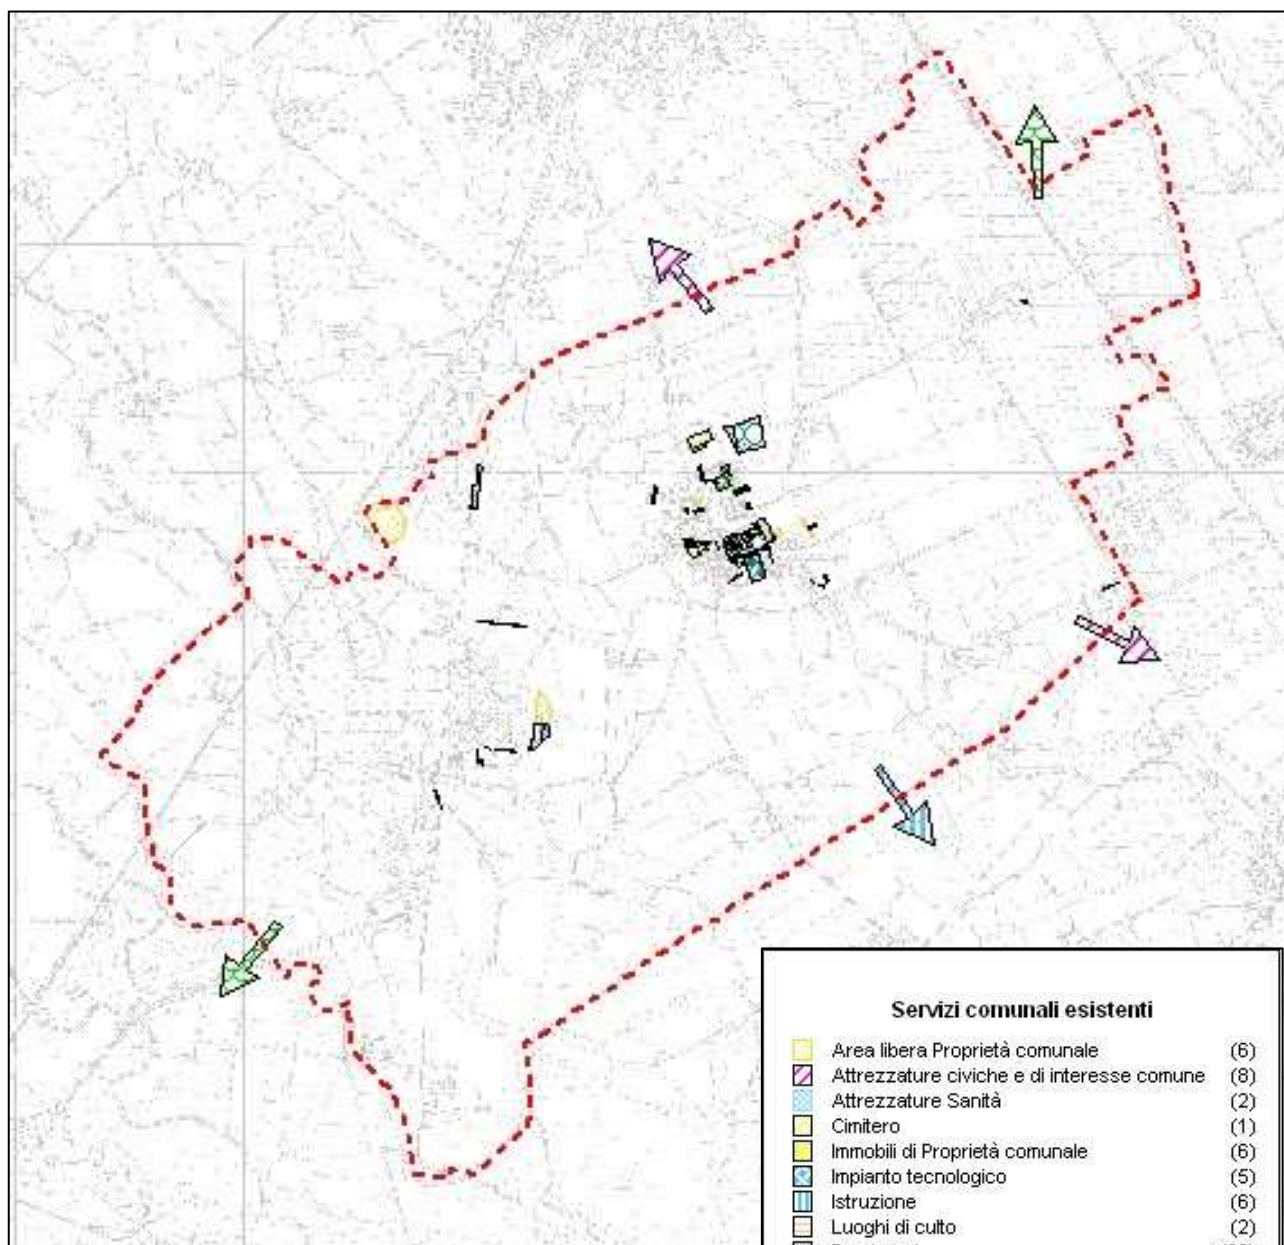 Servizi comunali esistenti
Area libera Proprietà comunale (6)
Attrezzature civiche e di interesse comune (8)
Attrezzature Sanità (2)
Cimitero (1)
Immobili di Proprietà comunale (6)
Impianto tecnologico (5)
Istruzione (6)
Luoghi di culto (2)